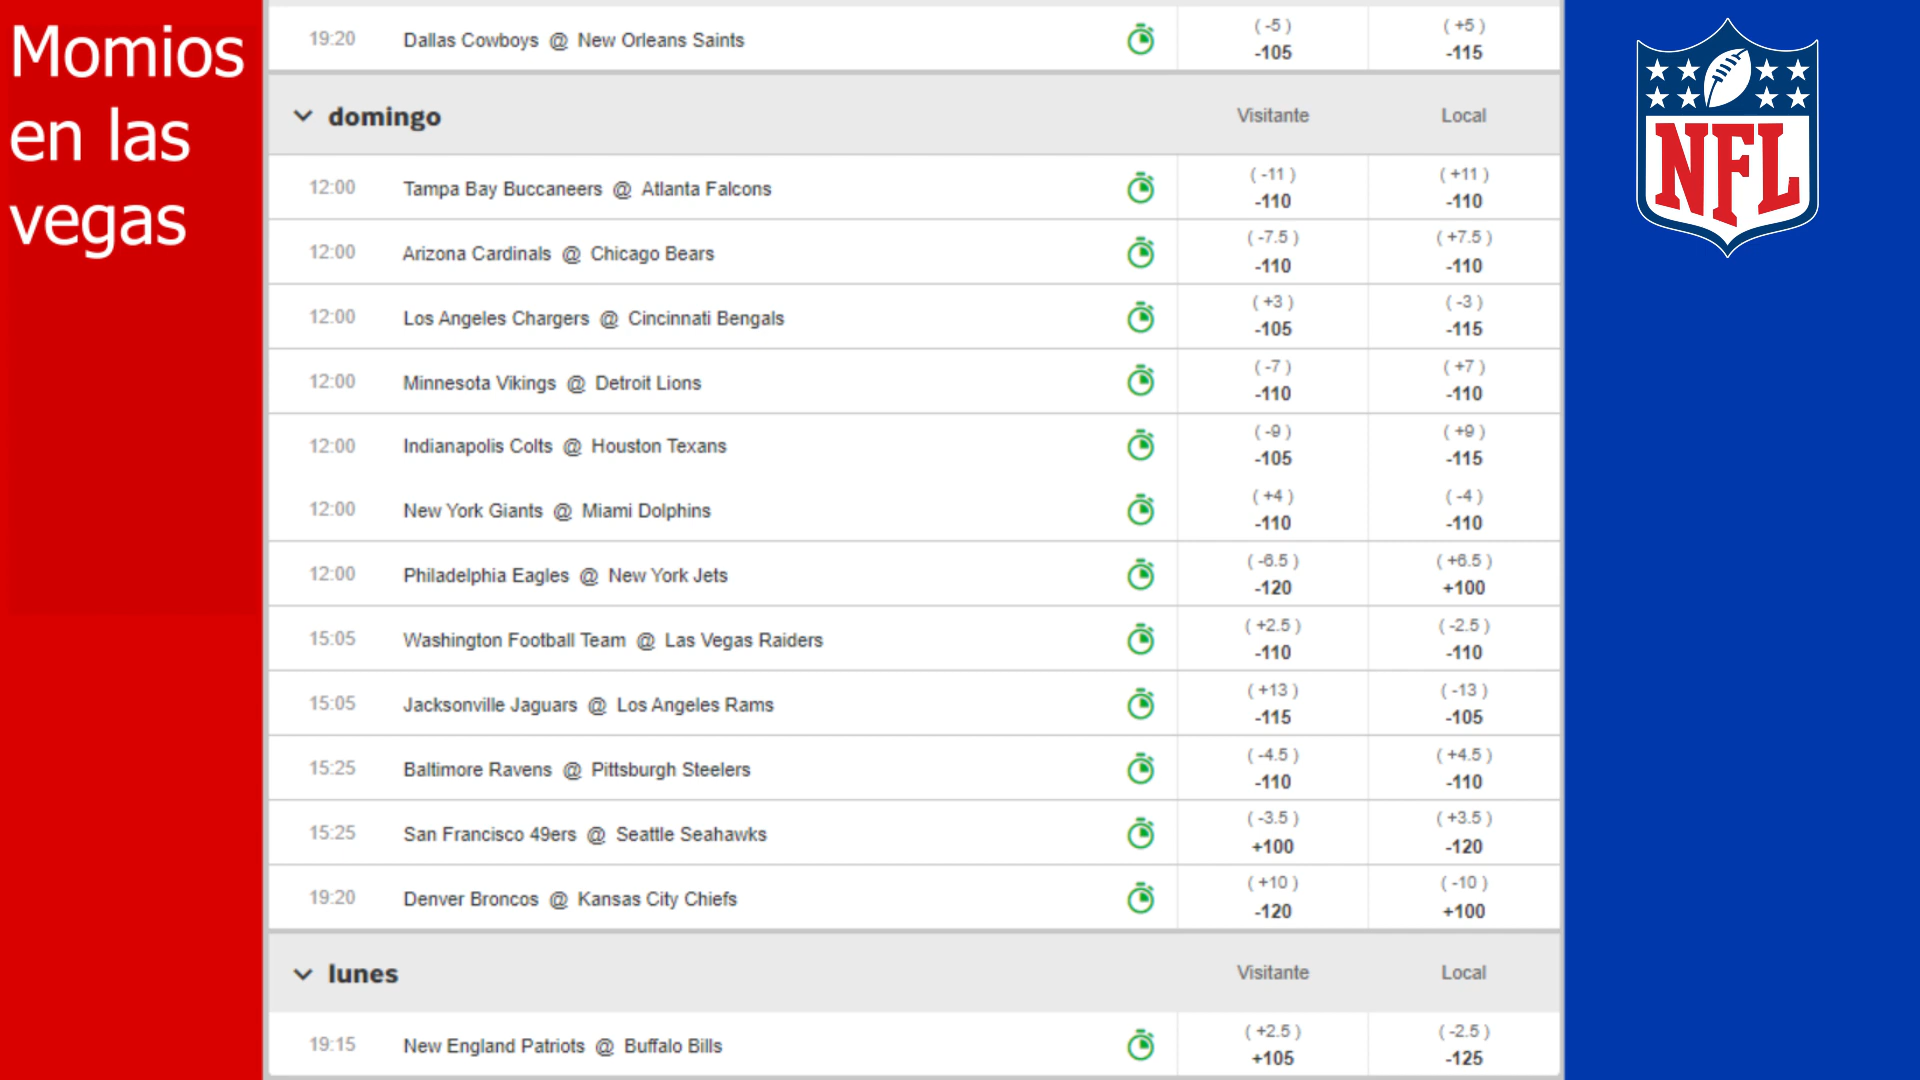 Momios
en las
vegas
19:20 Dallas Cowboys @ New Orleans Saints ( -5 ) ( +5 )
-105 -115
domingo Visitante Local
12:00 Tampa Bay Buccaneers @ Atlanta Falcons ( -11 ) ( +11 )
-110 -110
12:00 Arizona Cardinals @ Chicago Bears ( -7.5 ) ( +7.5 )
-110 -110
12:00 Los Angeles Chargers @ Cincinnati Bengals ( +3 ) ( -3 )
-105 -115
12:00 Minnesota Vikings @ Detroit Lions ( -7 ) ( +7 )
-110 -110
12:00 Indianapolis Colts @ Houston Texans ( -9 ) ( +9 )
-105 -115
12:00 New York Giants @ Miami Dolphins ( +4 ) ( -4 )
-110 -110
12:00 Philadelphia Eagles @ New York Jets ( -6.5 ) ( +6.5 )
-120 +100
15:05 Washington Football Team @ Las Vegas Raiders ( +2.5 ) ( -2.5 )
-110 -110
15:05 Jacksonville Jaguars @ Los Angeles Rams ( +13 ) ( -13 )
-115 -105
15:25 Baltimore Ravens @ Pittsburgh Steelers ( -4.5 ) ( +4.5 )
-110 -110
15:25 San Francisco 49ers @ Seattle Seahawks ( -3.5 ) ( +3.5 )
+100 -120
19:20 Denver Broncos @ Kansas City Chiefs ( +10 ) ( -10 )
-120 +100
lunes Visitante Local
19:15 New England Patriots @ Buffalo Bills ( +2.5 ) ( -2.5 )
+105 -125
NFL